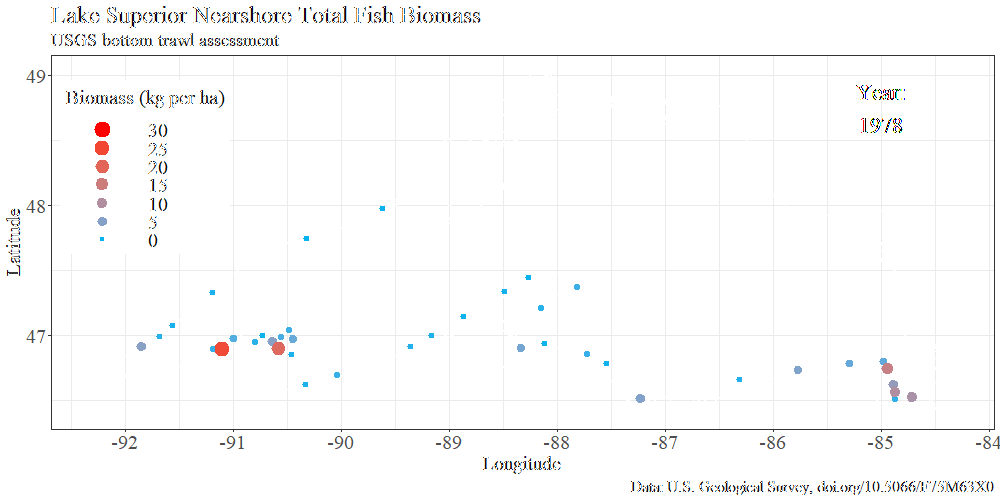 Lake Superior Nearshore Total Fish Biomass
USGS bottom trawl assessment
49
48
47
Latitude
Biomass (kg per ha)
30
25
20
15
10
5
0
Year:
1978
-92
-91
-90
-89
-88
-87
-86
-85
-84
Longitude
Data: U.S. Geological Survey, doi.org/10.5066/F75M63X0